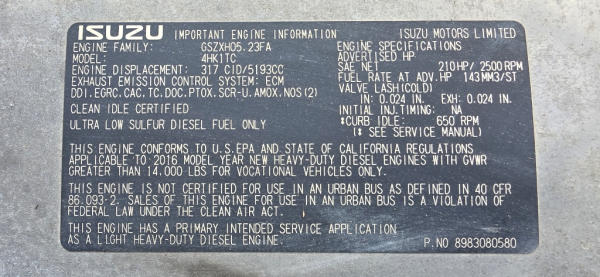 ISUZU IMPORTANT ENGINE INFORMATION ISUZU MOTORS LIMITED
ENGINE FAMILY: GSZXH05.23FA
MODEL: 4HK1TC
ENGINE DISPLACEMENT: 317 CID/5193CC
EXHAUST EMISSION CONTROL SYSTEM: ECM
DDI.EGRC.CAC.TC.DOC.PTOX.SCR-U.AMOX.NOS(2)
CLEAN IDLE CERTIFIED
ULTRA LOW SULFUR DIESEL FUEL ONLY
ENGINE SPECIFICATIONS
ADVERTISED HP
SAE NET 210HP/2500RPM
FUEL RATE AT ADV.HP 143MM3/ST
VALVE LASH(COLD)
IN: 0.024 IN. EXH: 0.024 IN.
INITIAL INJ.TIMING: NA
*CURB IDLE: 650 RPM
(* SEE SERVICE MANUAL)
THIS ENGINE CONFORMS TO U.S.EPA AND STATE OF CALIFORNIA REGULATIONS
APPLICABLE TO 2016 MODEL YEAR NEW HEAVY-DUTY DIESEL ENGINES WITH GVWR
GREATER THAN 14.000 LBS FOR VOCATIONAL VEHICLES ONLY.
THIS ENGINE IS NOT CERTIFIED FOR USE IN AN URBAN BUS AS DEFINED IN 40 CFR
86.093-2. SALES OF THIS ENGINE FOR USE IN AN URBAN BUS IS A VIOLATION OF
FEDERAL LAW UNDER THE CLEAN AIR ACT.
THIS ENGINE HAS A PRIMARY INTENDED SERVICE APPLICATION
AS A LIGHT HEAVY-DUTY DIESEL ENGINE. P.NO 8983080580